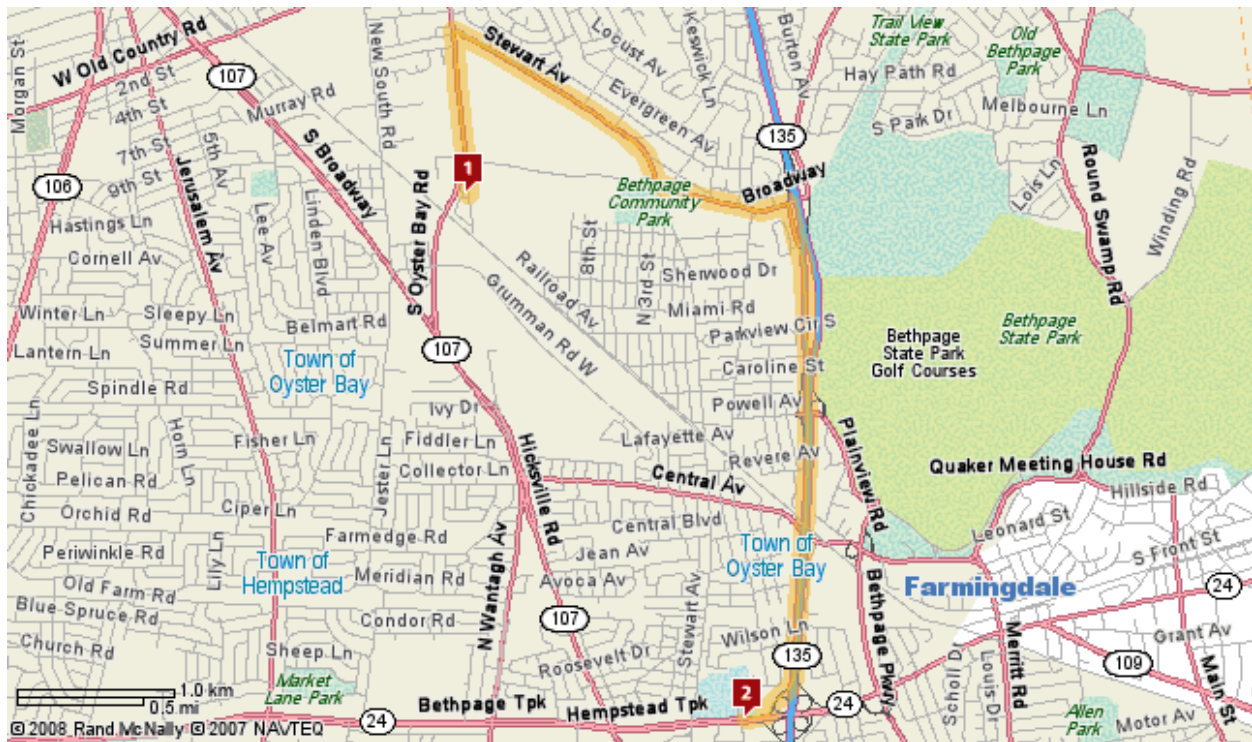 W Old Country Rd
Morgan St
2nd St
4th St
7th St
9th St
5th Av
107
Murray Rd
New South Rd
Stewart Av
Locust Av
Keswick Ln
Evergreen Av
Burton Av
Trail View
State Park
Old
Bethpage
Park
Hay Path Rd
Melbourne Ln
S Park Dr
135
106
Hastings Ln
Cornell Av
Jerusalem Av
Lee Av
Linden Blvd
S Broadway
S Oyster Bay Rd
1
Bethpage
Community
Park
Broadway
Lois Ln
Round Swamp Rd
Winding Rd
8th St
N 3rd St
Sherwood Dr
Miami Rd
Parkview Cir S
Caroline St
Powell Av
Railroad Av
Grumman Rd W
Winter Ln
Sleepy Ln
Lantern Ln
Summer Ln
Belmart Rd
Spindle Rd
Town of
Oyster Bay
107
Bethpage
State Park
Golf Courses
Bethpage
State Park
Chickadee Ln
Swallow Ln
Horn Ln
Fisher Ln
Pelican Rd
Orchid Rd
Ciper Ln
Periwinkle Rd
Lily Ln
Old Farm Rd
Blue Spruce Rd
Church Rd
Ivy Dr
Fiddler Ln
Collector Ln
Jester Ln
Hicksville Rd
Lafayette Av
Revere Av
Central Av
Plainview Rd
Quaker Meeting House Rd
Hillside Rd
Leonard St
S Front St
Central Blvd
Farmedge Rd
Jean Av
Meridian Rd
Avoca Av
Condor Rd
Town of
Hempstead
Town of
Oyster Bay
Farmingdale
24
Grant Av
N Wantagh Av
107
Stewart Av
Wilson Ln
Roosevelt Dr
Sheep Ln
Market
Lane Park
135
Bethpage Pkwy
Scholl Dr
Louis Dr
Merritt Rd
109
Main St
1.0 km
0.5 mi
24
Bethpage Tpk
Hempstead Tpk
2
24
Allen
Park
Motor Av
© 2008 Rand McNally © 2007 NAVTEQ